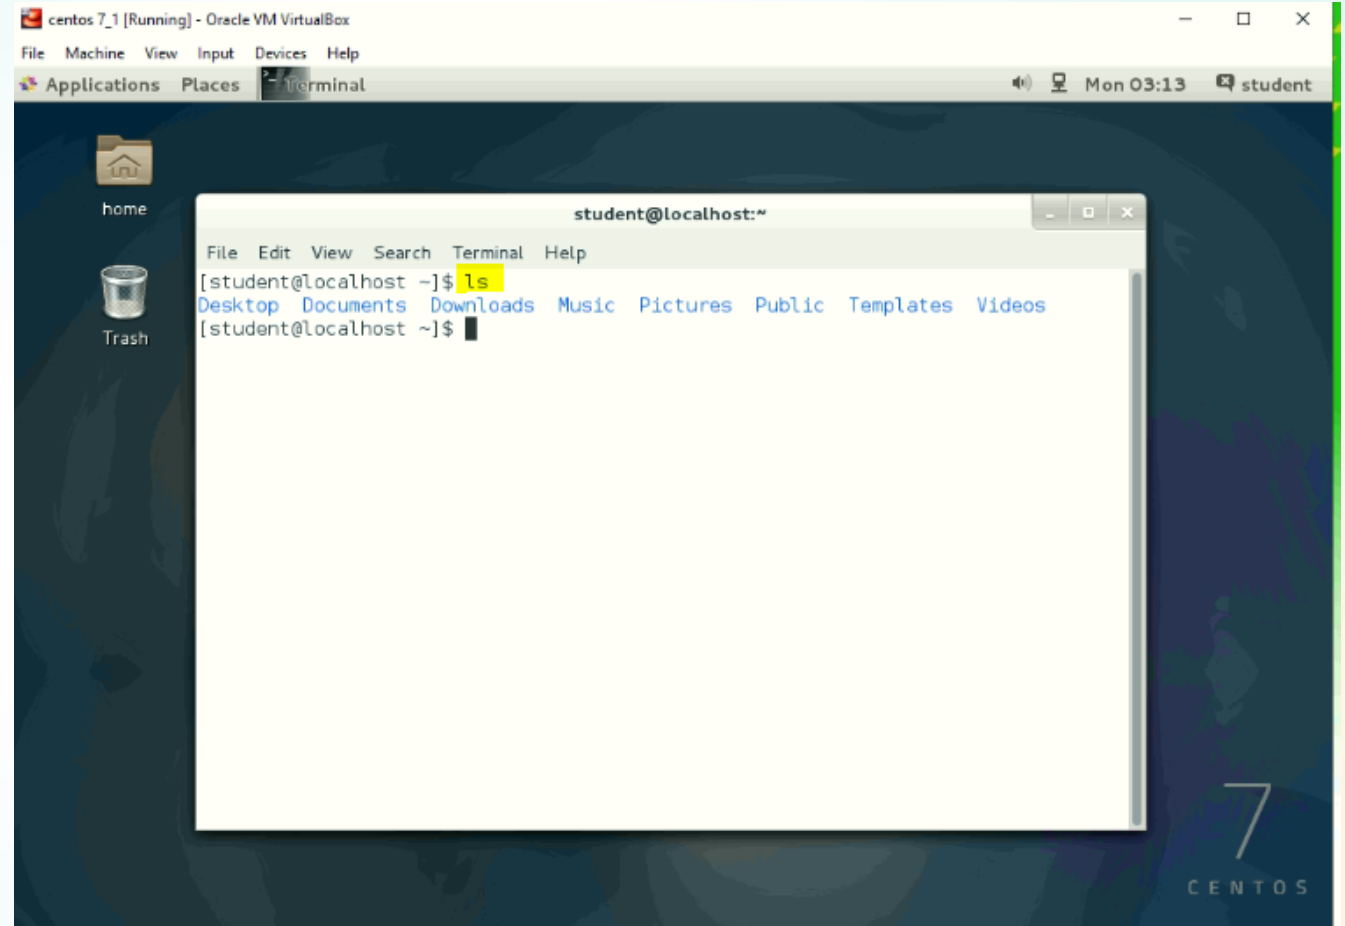 centos 7_1 [Running] - Oracle VM VirtualBox
File Machine View Input Devices Help
Applications Places Terminal Mon 03:13 student
home
student@localhost:~
File Edit View Search Terminal Help
[student@localhost ~]$ ls
Desktop Documents Downloads Music Pictures Public Templates Videos
[student@localhost ~]$
Trash
7
CENTOS